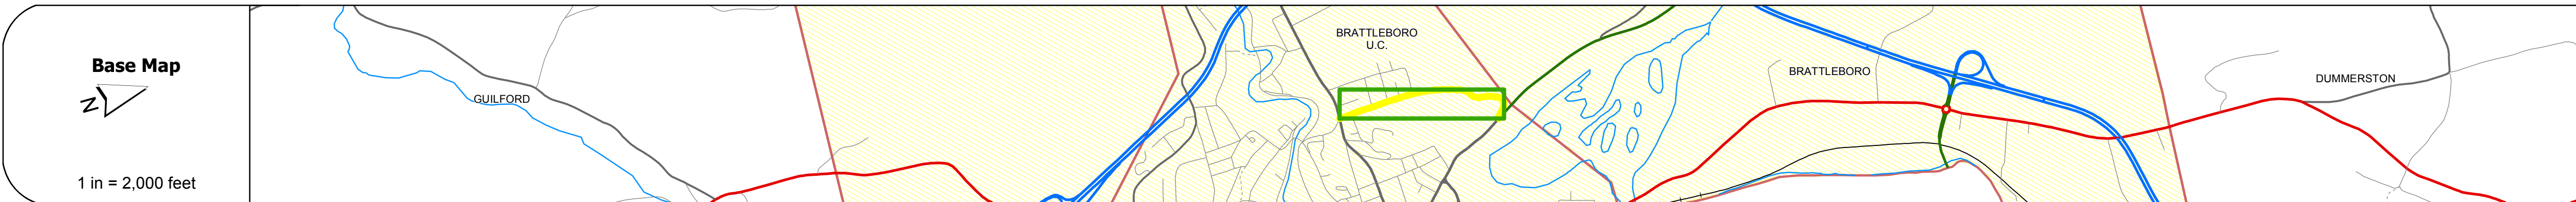 Base Map
N
1 in = 2,000 feet
GUILFORD
BRATTLEBORO
U.C.
BRATTLEBORO
DUMMERSTON